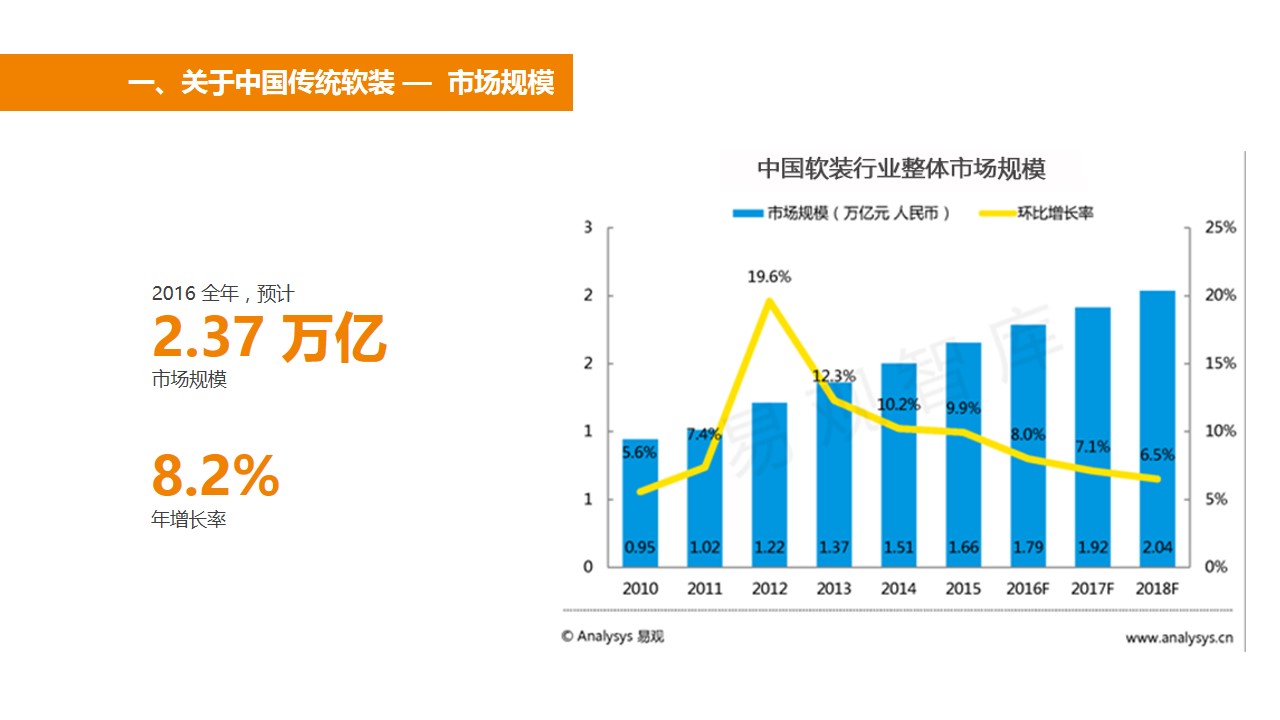 一、关于中国传统软装 — 市场规模
2016 全年，预计
2.37 万亿
市场规模
8.2%
年增长率
中国软装行业整体市场规模
市场规模（万亿元 人民币） 环比增长率
3 25%
2 20%
2 15%
1 10%
1 5%
0 0%
19.6%
12.3%
10.2%
9.9%
8.0%
7.1%
6.5%
7.4%
5.6%
0.95 1.02 1.22 1.37 1.51 1.66 1.79 1.92 2.04
2010 2011 2012 2013 2014 2015 2016F 2017F 2018F
易观智库
© Analysys 易观 www.analysys.cn